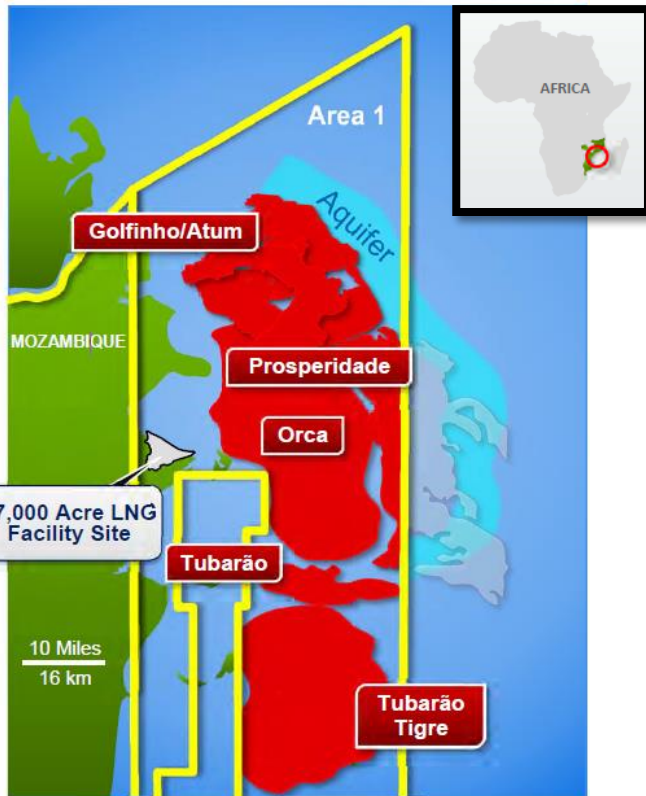 AFRICA
Area 1
Aquifer
Golfinho/Atum
MOZAMBIQUE
Prosperidade
Orca
7,000 Acre LNG
Facility Site
Tubarão
10 Miles
16 km
Tubarão
Tigre